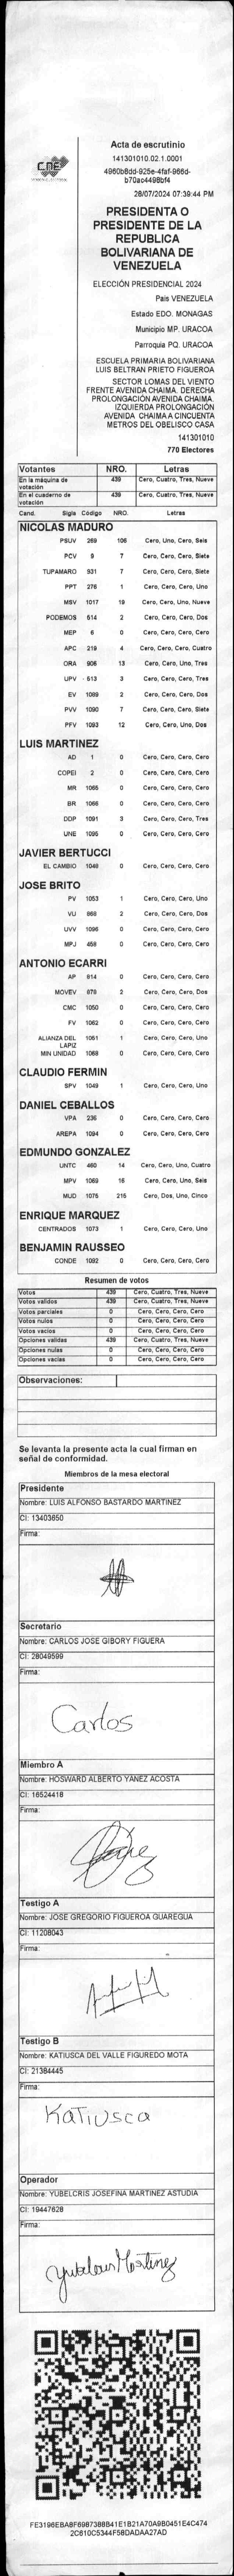 CNE
Acta de escrutinio
141301010.02.1.0001
4960b8dd-925e-4faf-966d-
b70ac4498bf4
28/07/2024 07:39:44 PM
PRESIDENTA O
PRESIDENTE DE LA
REPUBLICA
BOLIVARIANA DE
VENEZUELA
ELECCIÓN PRESIDENCIAL 2024
Pais VENEZUELA
Estado EDO. MONAGAS
Municipio MP. URACOA
Parroquia PQ. URACOA
ESCUELA PRIMARIA BOLIVARIANA
LUIS BELTRAN PRIETO FIGUEROA
SECTOR LOMAS DEL VIENTO
FRENTE AVENIDA CHAIMA. DERECHA
PROLONGACIÓN AVENIDA CHAIMA.
IZQUIERDA PROLONGACIÓN
AVENIDA CHAIMA A CINCUENTA
METROS DEL OBELISCO CASA
141301010
770 Electores
Votantes NRO. Letras
En la máquina de votación 439 Cero, Cuatro, Tres, Nueve
En el cuaderno de votación 439 Cero, Cuatro, Tres, Nueve
Cand. Sigla Código NRO. Letras
NICOLAS MADURO
PSUV 269 106 Cero, Uno, Cero, Seis
PCV 9 7 Cero, Cero, Cero, Siete
TUPAMARO 931 7 Cero, Cero, Cero, Siete
PPT 276 1 Cero, Cero, Cero, Uno
MSV 1017 19 Cero, Cero, Uno, Nueve
PODEMOS 614 2 Cero, Cero, Cero, Dos
MEP 6 0 Cero, Cero, Cero, Cero
APC 219 4 Cero, Cero, Cero, Cuatro
ORA 906 13 Cero, Cero, Uno, Tres
UPV 513 3 Cero, Cero, Cero, Tres
EV 1089 2 Cero, Cero, Cero, Dos
PVV 1090 7 Cero, Cero, Cero, Siete
PFV 1093 12 Cero, Cero, Uno, Dos
LUIS MARTINEZ
AD 1 0 Cero, Cero, Cero, Cero
COPEI 2 0 Cero, Cero, Cero, Cero
MR 1065 0 Cero, Cero, Cero, Cero
BR 1066 0 Cero, Cero, Cero, Cero
DDP 1091 3 Cero, Cero, Cero, Tres
UNE 1095 0 Cero, Cero, Cero, Cero
JAVIER BERTUCCI
EL CAMBIO 1048 0 Cero, Cero, Cero, Cero
JOSE BRITO
PV 1053 1 Cero, Cero, Cero, Uno
VU 868 2 Cero, Cero, Cero, Dos
UVV 1096 0 Cero, Cero, Cero, Cero
MPJ 458 0 Cero, Cero, Cero, Cero
ANTONIO ECARRI
AP 814 0 Cero, Cero, Cero, Cero
MOVEV 878 2 Cero, Cero, Cero, Dos
CMC 1050 0 Cero, Cero, Cero, Cero
FV 1062 0 Cero, Cero, Cero, Cero
ALIANZA DEL LAPIZ 1061 1 Cero, Cero, Cero, Uno
MIN UNIDAD 1068 0 Cero, Cero, Cero, Cero
CLAUDIO FERMIN
SPV 1049 1 Cero, Cero, Cero, Uno
DANIEL CEBALLOS
VPA 236 0 Cero, Cero, Cero, Cero
AREPA 1094 0 Cero, Cero, Cero, Cero
EDMUNDO GONZALEZ
UNTC 460 14 Cero, Cero, Uno, Cuatro
MPV 1069 16 Cero, Cero, Uno, Seis
MUD 1075 215 Cero, Dos, Uno, Cinco
ENRIQUE MARQUEZ
CENTRADOS 1073 1 Cero, Cero, Cero, Uno
BENJAMIN RAUSSEO
CONDE 1092 0 Cero, Cero, Cero, Cero
Resumen de votos
Votos 439 Cero, Cuatro, Tres, Nueve
Votos validos 439 Cero, Cuatro, Tres, Nueve
Votos parciales 0 Cero, Cero, Cero, Cero
Votos nulos 0 Cero, Cero, Cero, Cero
Votos vacios 0 Cero, Cero, Cero, Cero
Opciones validas 439 Cero, Cuatro, Tres, Nueve
Opciones nulas 0 Cero, Cero, Cero, Cero
Opciones vacias 0 Cero, Cero, Cero, Cero
Observaciones:
Se levanta la presente acta la cual firman en
señal de conformidad.
Miembros de la mesa electoral
Presidente
Nombre: LUIS ALFONSO BASTARDO MARTINEZ
CI: 13403650
Firma:
Secretario
Nombre: CARLOS JOSE GIBORY FIGUERA
CI: 28049599
Firma:
Carlos
Miembro A
Nombre: HOSWARD ALBERTO YANEZ ACOSTA
CI: 16524418
Firma:
Testigo A
Nombre: JOSE GREGORIO FIGUEROA GUAREGUA
CI: 11208043
Firma:
Testigo B
Nombre: KATIUSCA DEL VALLE FIGUREDO MOTA
CI: 21384445
Firma:
KaTiUSca
Operador
Nombre: YUBELCRIS JOSEFINA MARTINEZ ASTUDIA
CI: 19447628
Firma:
FE3196EBA8F6987388B41E1B21A70A9B0451E4C474
2C610C5344F58DADAA27AD